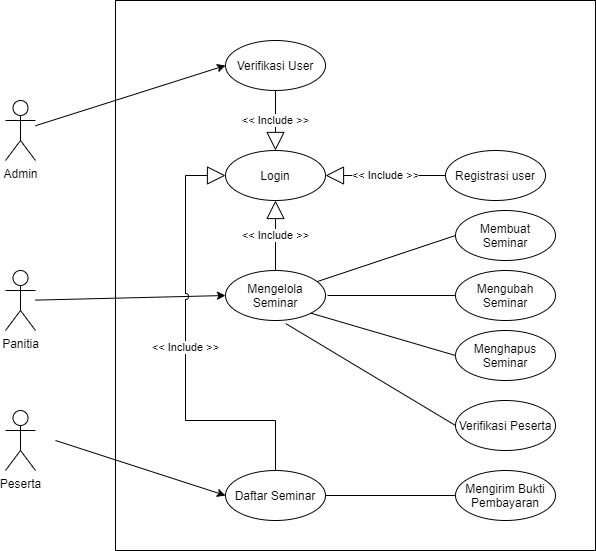 Verifikasi User
<< Include >>
Admin
Login
<< Include >>
Registrasi user
<< Include >>
Membuat
Seminar
Mengelola
Seminar
Mengubah
Seminar
Panitia
<< Include >>
Menghapus
Seminar
Verifikasi Peserta
Peserta
Daftar Seminar
Mengirim Bukti
Pembayaran